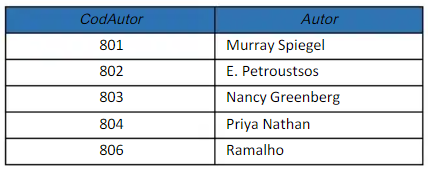 CodAutor Autor
801 Murray Spiegel
802 E. Petroustsos
803 Nancy Greenberg
804 Priya Nathan
806 Ramalho